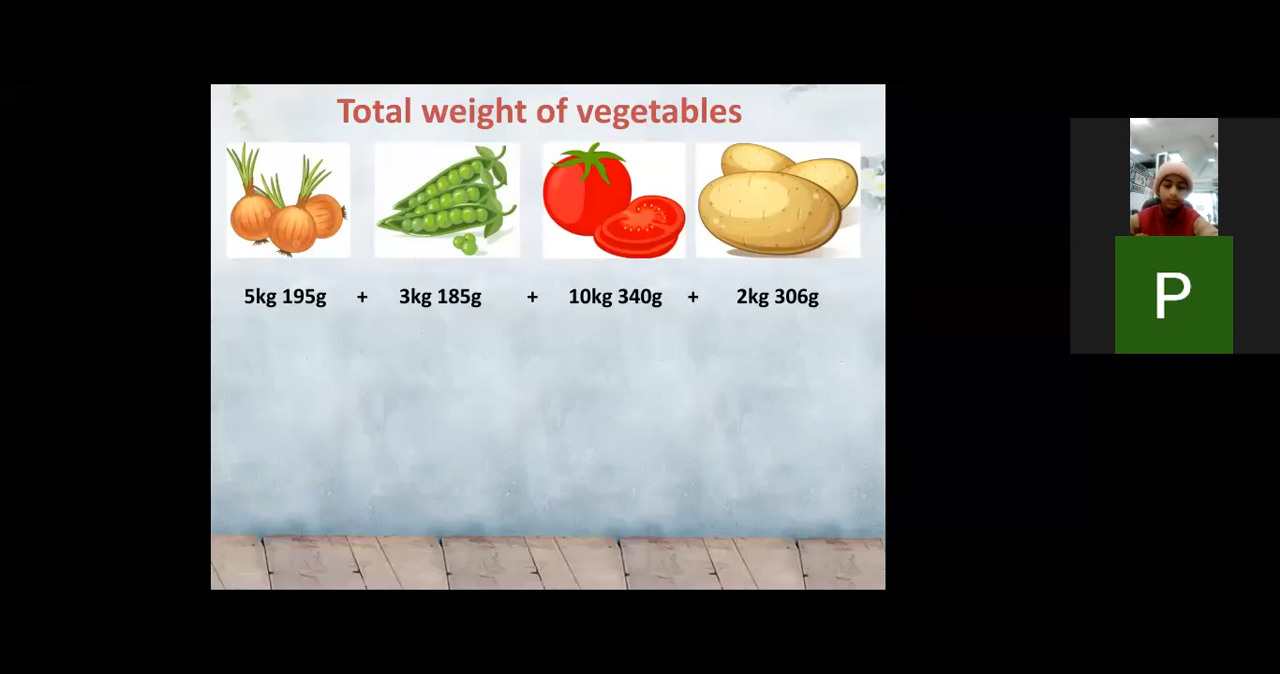 Total weight of vegetables
5kg 195g + 3kg 185g + 10kg 340g + 2kg 306g
P